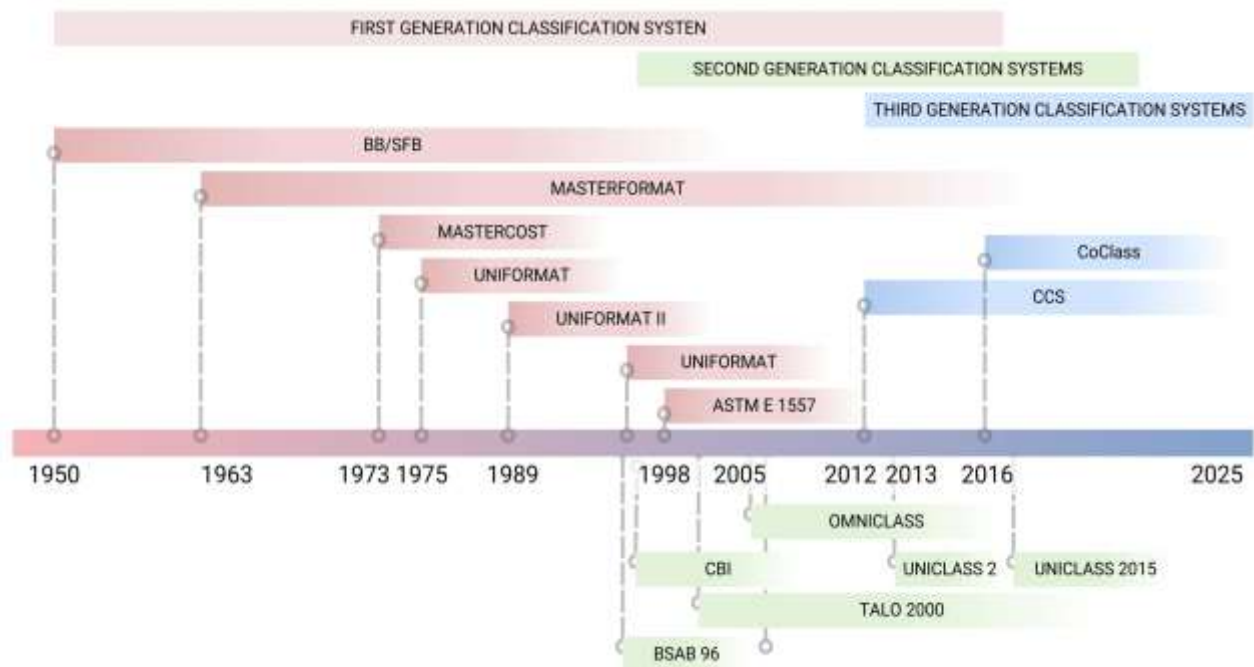 FIRST GENERATION CLASSIFICATION SYSTEN
SECOND GENERATION CLASSIFICATION SYSTEMS
THIRD GENERATION CLASSIFICATION SYSTEMS
BB/SFB
MASTERFORMAT
MASTERCOST
CoClass
UNIFORMAT
CCS
UNIFORMAT II
UNIFORMAT
ASTM E 1557
1950 1963 1973 1975 1989 1998 2005 2012 2013 2016 2025
OMNICLASS
CBI UNICLASS 2 UNICLASS 2015
TALO 2000
BSAB 96